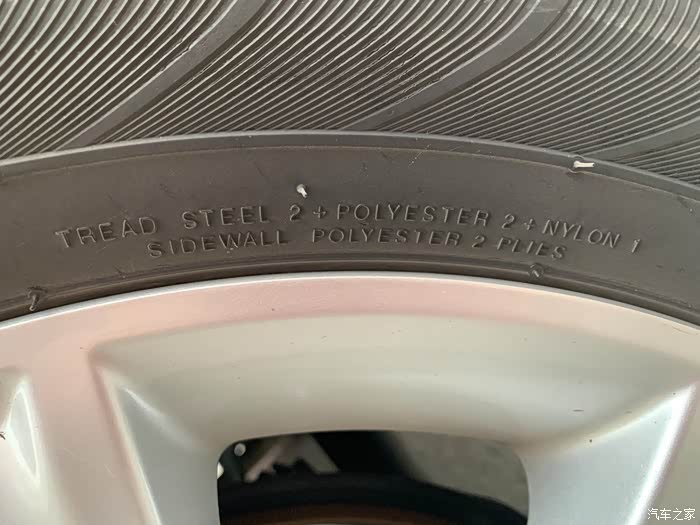 TREAD STEEL 2 + POLYESTER 2 + NYLON 1
SIDEWALL POLYESTER 2 PLIES
汽车之家